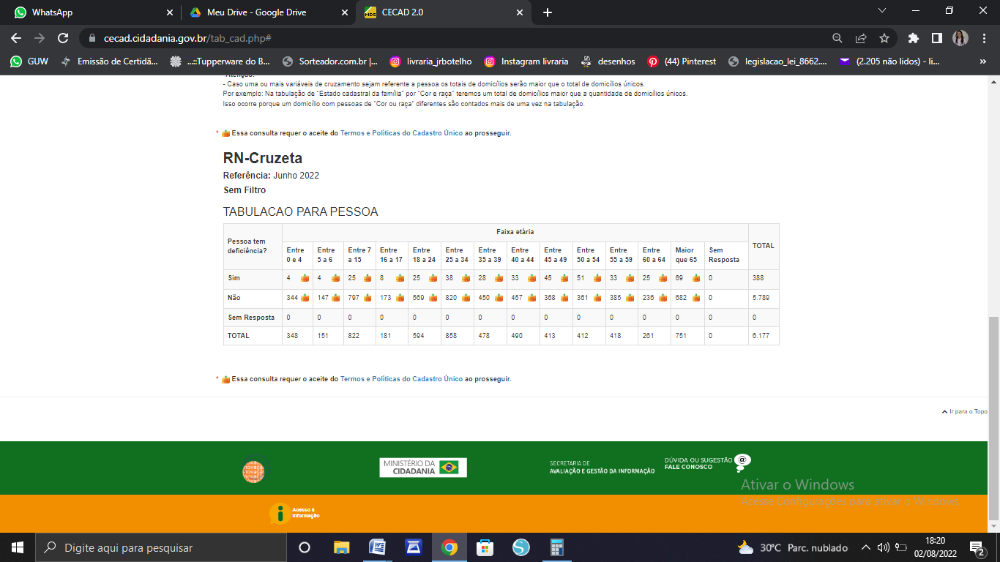 WhatsApp
Meu Drive - Google Drive
CECAD 2.0
cecad.cidadania.gov.br/tab_cad.php#
GUW
Emissão de Certidã...
...::Tupperware do B...
Sorteador.com.br |...
livraria_jrbotelho
Instagram livraria
desenhos
(44) Pinterest
legislacao_lei_8662....
(2.205 não lidos) - li...
»
*Atenção:
- Caso uma ou mais variáveis de cruzamento sejam referente a pessoa os totais de domicílios serão maior que o total de domicílios únicos.
Por exemplo: Na tabulação de "Estado cadastral da família" por "Cor e raça" teremos um total de domicílios maior que a quantidade de domicílios únicos.
Isso ocorre porque um domicílio com pessoas de "Cor ou raça" diferentes são contados mais de uma vez na tabulação.
* Essa consulta requer o aceite do Termos e Políticas do Cadastro Único ao prosseguir.
RN-Cruzeta
Referência: Junho 2022
Sem Filtro
TABULACAO PARA PESSOA
Pessoa tem deficiência? Faixa etária TOTAL
Entre 0 e 4 Entre 5 a 6 Entre 7 a 15 Entre 16 a 17 Entre 18 a 24 Entre 25 a 34 Entre 35 a 39 Entre 40 a 44 Entre 45 a 49 Entre 50 a 54 Entre 55 a 59 Entre 60 a 64 Maior que 65 Sem Resposta
Sim 4 4 25 8 25 38 28 33 45 51 33 25 69 0 388
Não 344 147 797 173 569 820 450 457 368 361 385 236 682 0 5.789
Sem Resposta 0 0 0 0 0 0 0 0 0 0 0 0 0 0 0
TOTAL 348 151 822 181 594 858 478 490 413 412 418 261 751 0 6.177
* Essa consulta requer o aceite do Termos e Políticas do Cadastro Único ao prosseguir.
Ir para o Topo
MINISTÉRIO DA
CIDADANIA
SECRETARIA DE
AVALIAÇÃO E GESTÃO DA INFORMAÇÃO
DÚVIDA OU SUGESTÃO
FALE CONOSCO
Ativar o Windows
Acesse Configurações para ativar o Windows.
Acesso à
Informação
Digite aqui para pesquisar
30°C Parc. nublado
18:20
02/08/2022
2